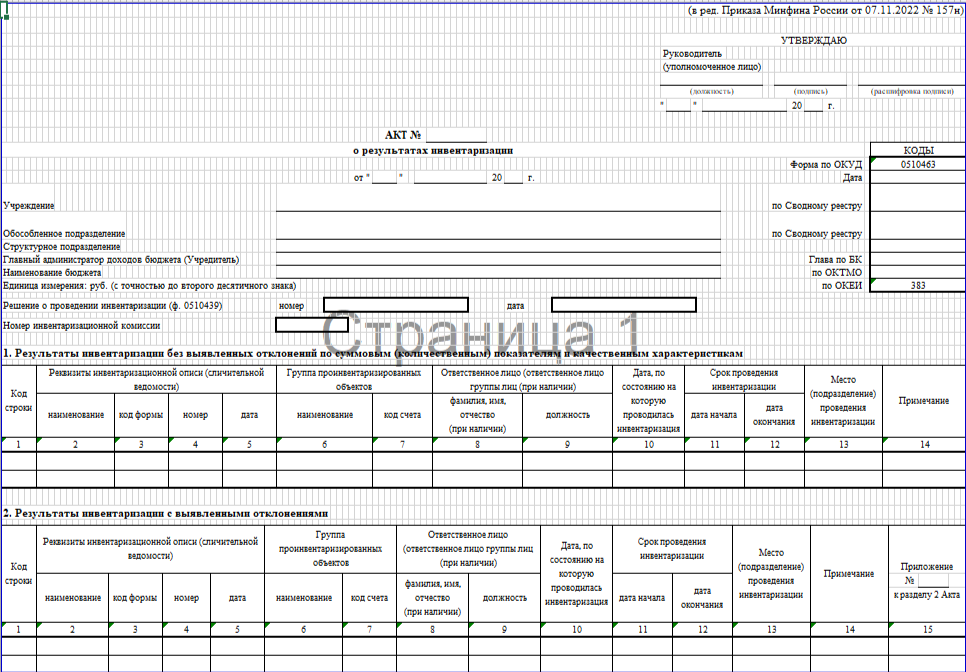 (в ред. Приказа Минфина России от 07.11.2022 № 157н)
УТВЕРЖДАЮ
Руководитель
(уполномоченное лицо)
(должность) (подпись) (расшифровка подписи)
" " 20 г.
АКТ №
о результатах инвентаризации
КОДЫ
Форма по ОКУД 0510463
Дата
от " " 20 г.
Учреждение по Сводному реестру
Обособленное подразделение по Сводному реестру
Структурное подразделение
Главный администратор доходов бюджета (Учредитель) Глава по БК
Наименование бюджета по ОКТМО
Единица измерения: руб. (с точностью до второго десятичного знака) по ОКЕИ 383
Решение о проведении инвентаризации (ф. 0510439) номер дата
Номер инвентаризационной комиссии
Страница 1
1. Результаты инвентаризации без выявленных отклонений по суммовым (количественным) показателям и качественным характеристикам
Код
строки
Реквизиты инвентаризационной описи (сличительной
ведомости)
Группа проинвентаризированных
объектов
Ответственное лицо (ответственное лицо
группы лиц (при наличии)
Дата, по
состоянию на
которую
проводилась
инвентаризация
Срок проведения
инвентаризации
Место
(подразделение)
проведения
инвентаризации
Примечание
наименование код формы номер дата наименование код счета
фамилия, имя,
отчество
(при наличии)
должность
дата начала
дата
окончания
1 2 3 4 5 6 7 8 9 10 11 12 13 14
2. Результаты инвентаризации с выявленными отклонениями
Код
строки
Реквизиты инвентаризационной описи (сличительной
ведомости)
Группа
проинвентаризированных
объектов
Ответственное лицо
(ответственное лицо группы лиц
(при наличии)
Дата, по
состоянию на
которую
проводилась
инвентаризация
Срок проведения
инвентаризации
Место
(подразделение)
проведения
инвентаризации
Примечание
Приложение
№
к разделу 2 Акта
наименование код формы номер дата наименование код счета
фамилия, имя,
отчество
(при наличии)
должность
дата начала
дата
окончания
1 2 3 4 5 6 7 8 9 10 11 12 13 14 15